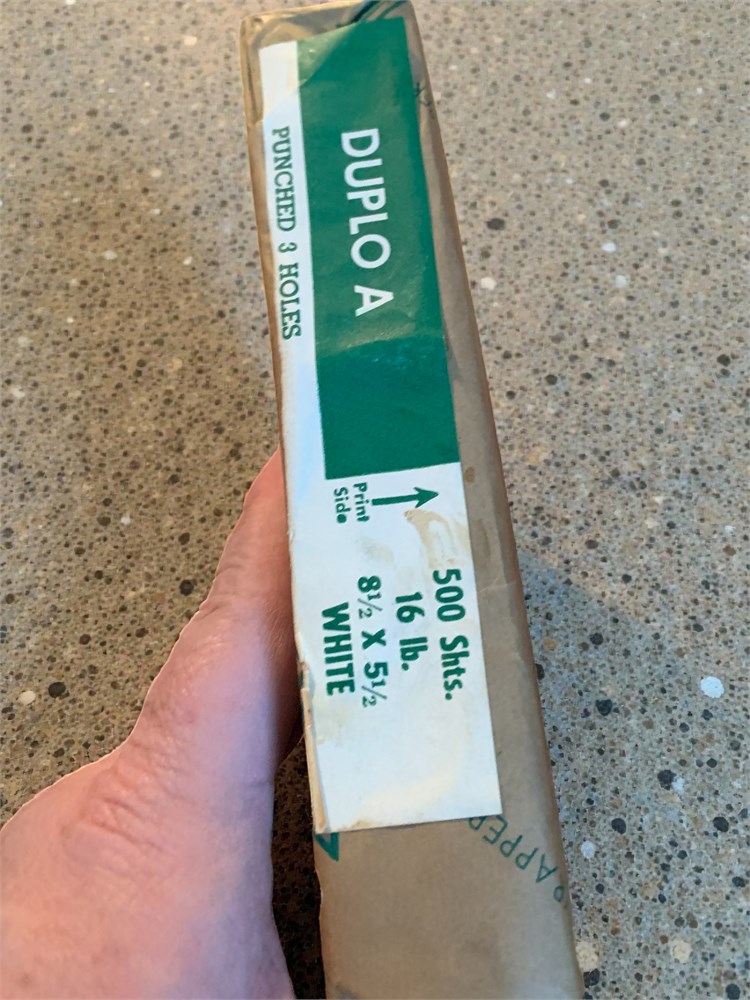 DUPLO A
PUNCHED 3 HOLES
Print
Side
500 Shts.
16 lb.
8½ X 5½
WHITE